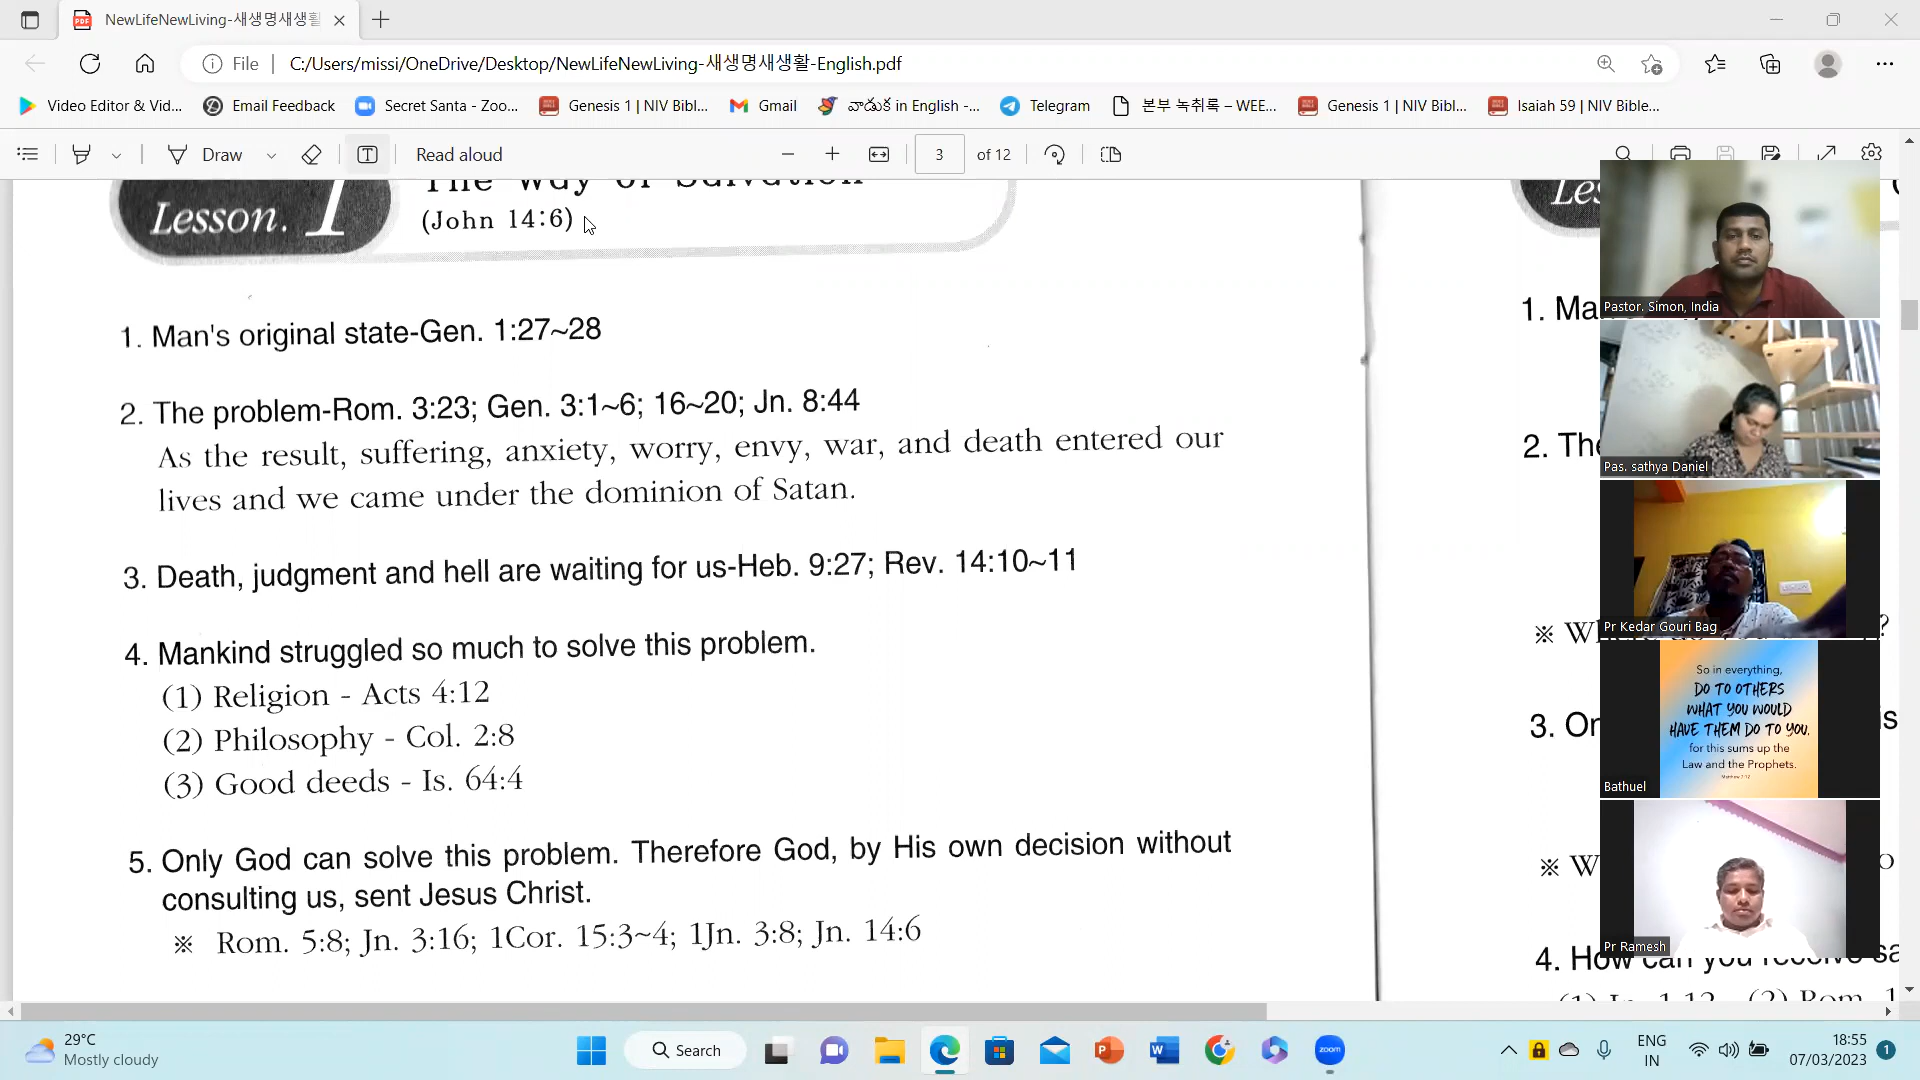 NewLifeNewLiving-새생명새생활
File
C:/Users/missi/OneDrive/Desktop/NewLifeNewLiving-새생명새생활-English.pdf
Video Editor & Vid...
Email Feedback
Secret Santa - Zoo...
Genesis 1 | NIV Bibl...
Gmail
వాడుక in English -...
Telegram
본부 녹취록 – WEE...
Genesis 1 | NIV Bibl...
Isaiah 59 | NIV Bible...
Draw
Read aloud
3 of 12
Lesson. 1
The Way of Salvation
(John 14:6)
1. Man's original state-Gen. 1:27~28
2. The problem-Rom. 3:23; Gen. 3:1~6; 16~20; Jn. 8:44
As the result, suffering, anxiety, worry, envy, war, and death entered our
lives and we came under the dominion of Satan.
3. Death, judgment and hell are waiting for us-Heb. 9:27; Rev. 14:10~11
4. Mankind struggled so much to solve this problem.
(1) Religion - Acts 4:12
(2) Philosophy - Col. 2:8
(3) Good deeds - Is. 64:4
5. Only God can solve this problem. Therefore God, by His own decision without
consulting us, sent Jesus Christ.
※ Rom. 5:8; Jn. 3:16; 1Cor. 15:3~4; 1Jn. 3:8; Jn. 14:6
1.
2.
※
3.
※
4. How can you receive
Pastor. Simon, India
Pas. sathya Daniel
Pr Kedar Gouri Bag
So in everything,
DO TO OTHERS
WHAT YOU WOULD
HAVE THEM DO TO YOU.
for this sums up the
Law and the Prophets.
Matthew 7:12
Bathuel
Pr Ramesh
29°C
Mostly cloudy
Search
zoom
ENG
IN
18:55
07/03/2023
1